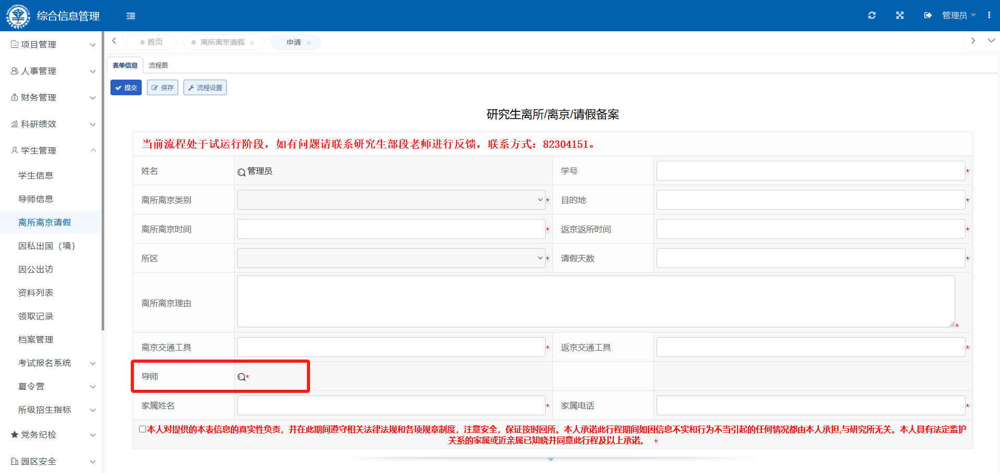 综合信息管理
管理员
项目管理
人事管理
财务管理
科研绩效
学生管理
学生信息
导师信息
离所离京请假
因私出国（境）
因公出访
资料列表
领取记录
档案管理
考试报名系统
夏令营
所级招生指标
党务纪检
园区安全
首页
离所离京请假
申请
表单信息
流程图
提交
保存
流程设置
研究生离所/离京/请假备案
当前流程处于试运行阶段，如有问题请联系研究生部段老师进行反馈，联系方式：82304151。
姓名 管理员 学号 *
离所离京类别 * 目的地 *
离所离京时间 * 返京返所时间 *
所区 * 请假天数 *
离所离京理由 *
离京交通工具 * 返京交通工具 *
导师 *
家属姓名 * 家属电话 *
本人对提供的本表信息的真实性负责，并在此期间遵守相关法律法规和各项规章制度，注意安全，保证按时回所。本人承诺此行程期间如因信息不实和行为不当引起的任何情况都由本人承担,与研究所无关。本人具有法定监护
关系的家属或近亲属已知晓并同意此行程及以上承诺。 *